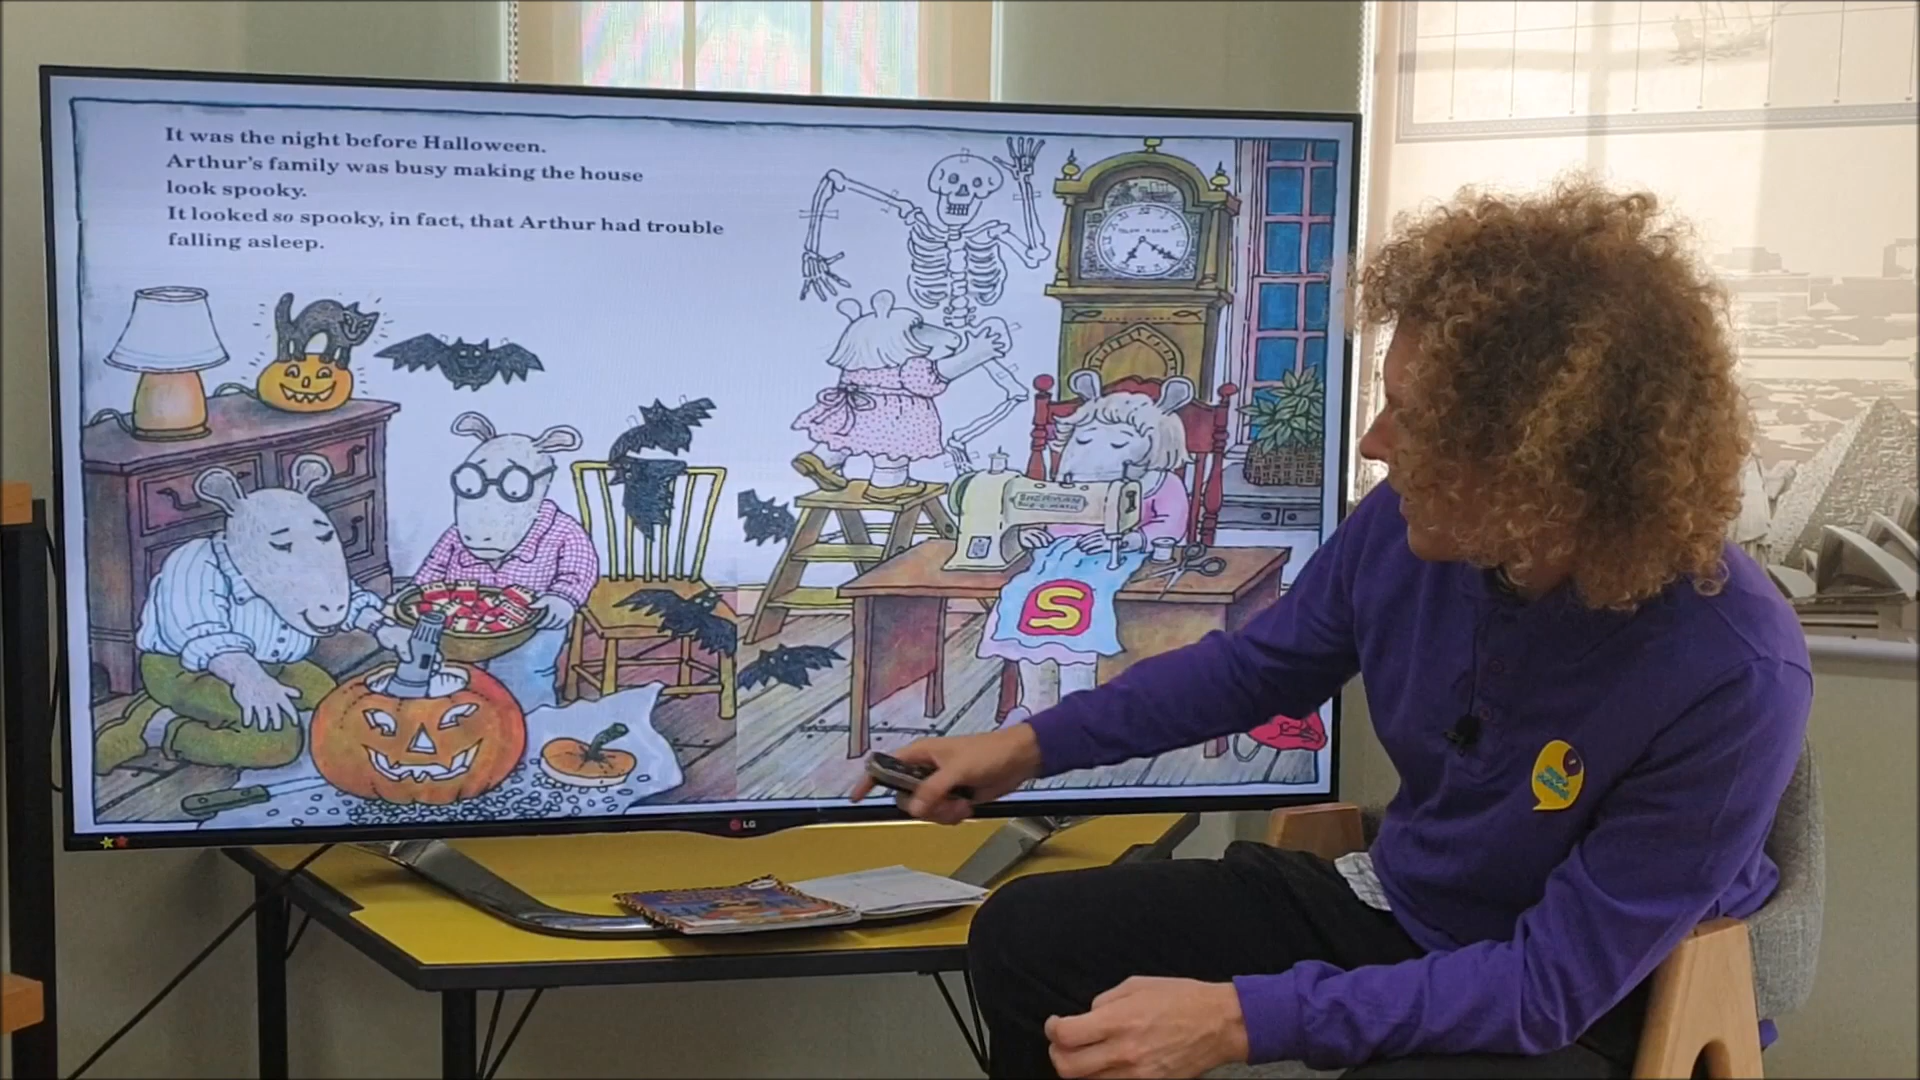 It was the night before Halloween.
Arthur's family was busy making the house
look spooky.
It looked so spooky, in fact, that Arthur had trouble
falling asleep.
S
LG